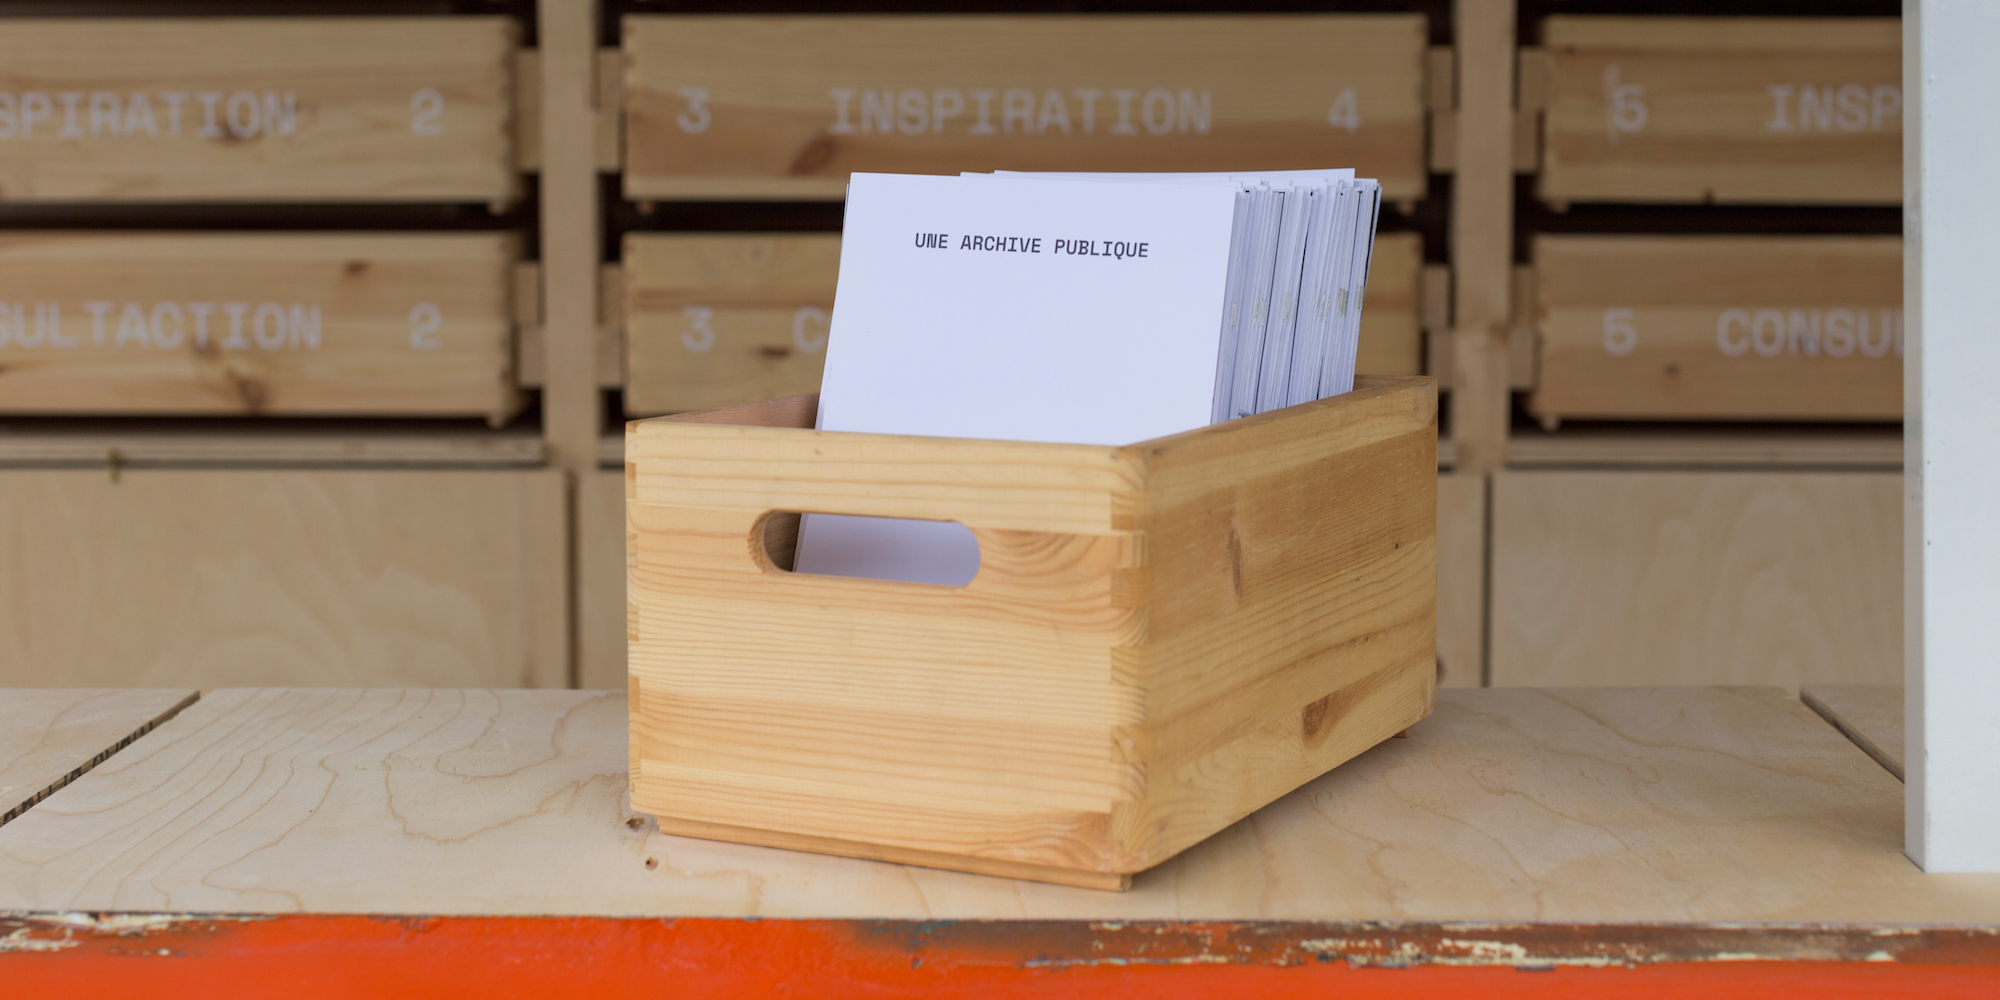 SPIRATION 2
3 INSPIRATION 4
5 INSP
UNE ARCHIVE PUBLIQUE
SULTACTION 2
3 C
5 CONSU